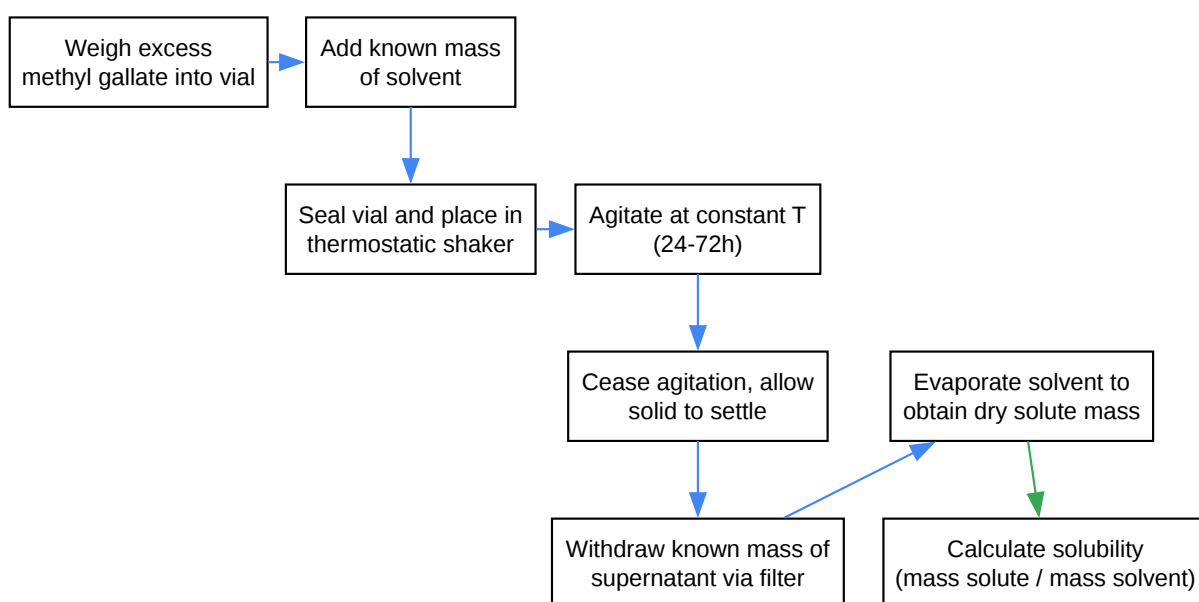 Weigh excess
methyl gallate into vial
Add known mass
of solvent
Seal vial and place in
thermostatic shaker
Agitate at constant T
(24-72h)
Cease agitation, allow
solid to settle
Withdraw known mass of
supernatant via filter
Evaporate solvent to
obtain dry solute mass
Calculate solubility
(mass solute / mass solvent)